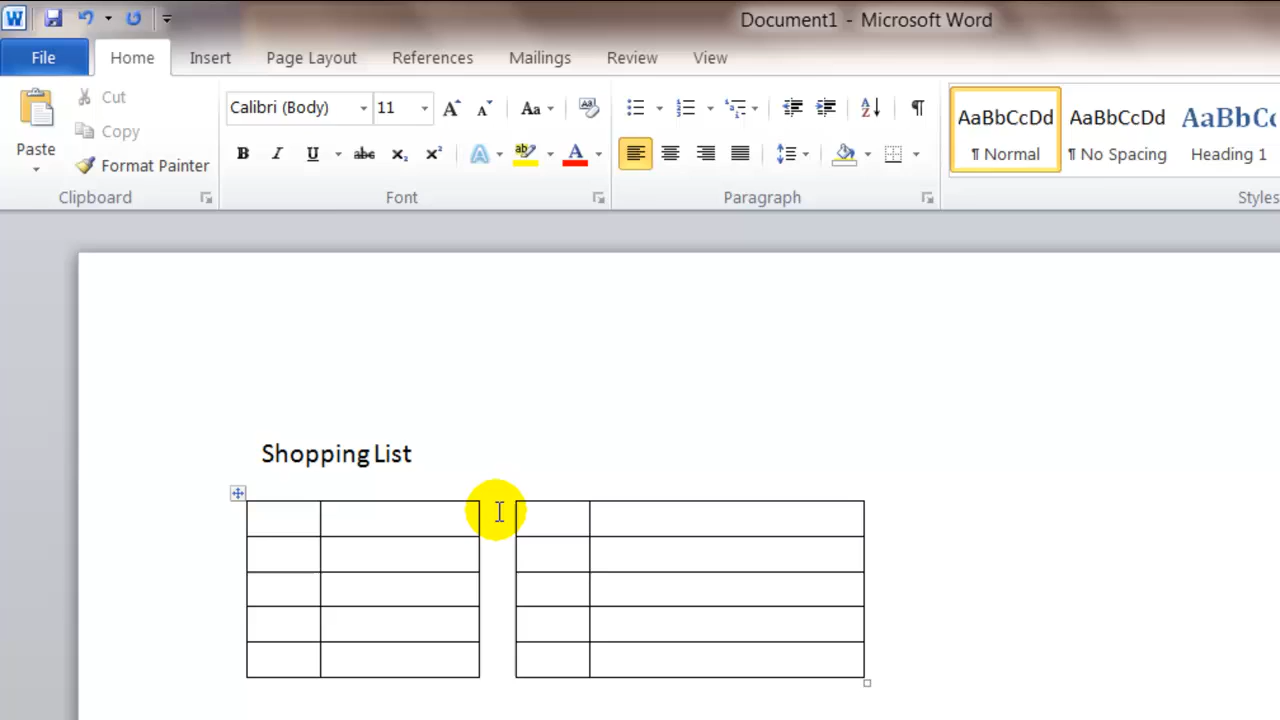 Document1 - Microsoft Word
File Home Insert Page Layout References Mailings Review View
Paste
Cut
Copy
Format Painter
Clipboard
Calibri (Body) 11
Font
Paragraph
AaBbCcDd AaBbCcDd AaBbCc
¶ Normal ¶ No Spacing Heading 1
Styles
Shopping List